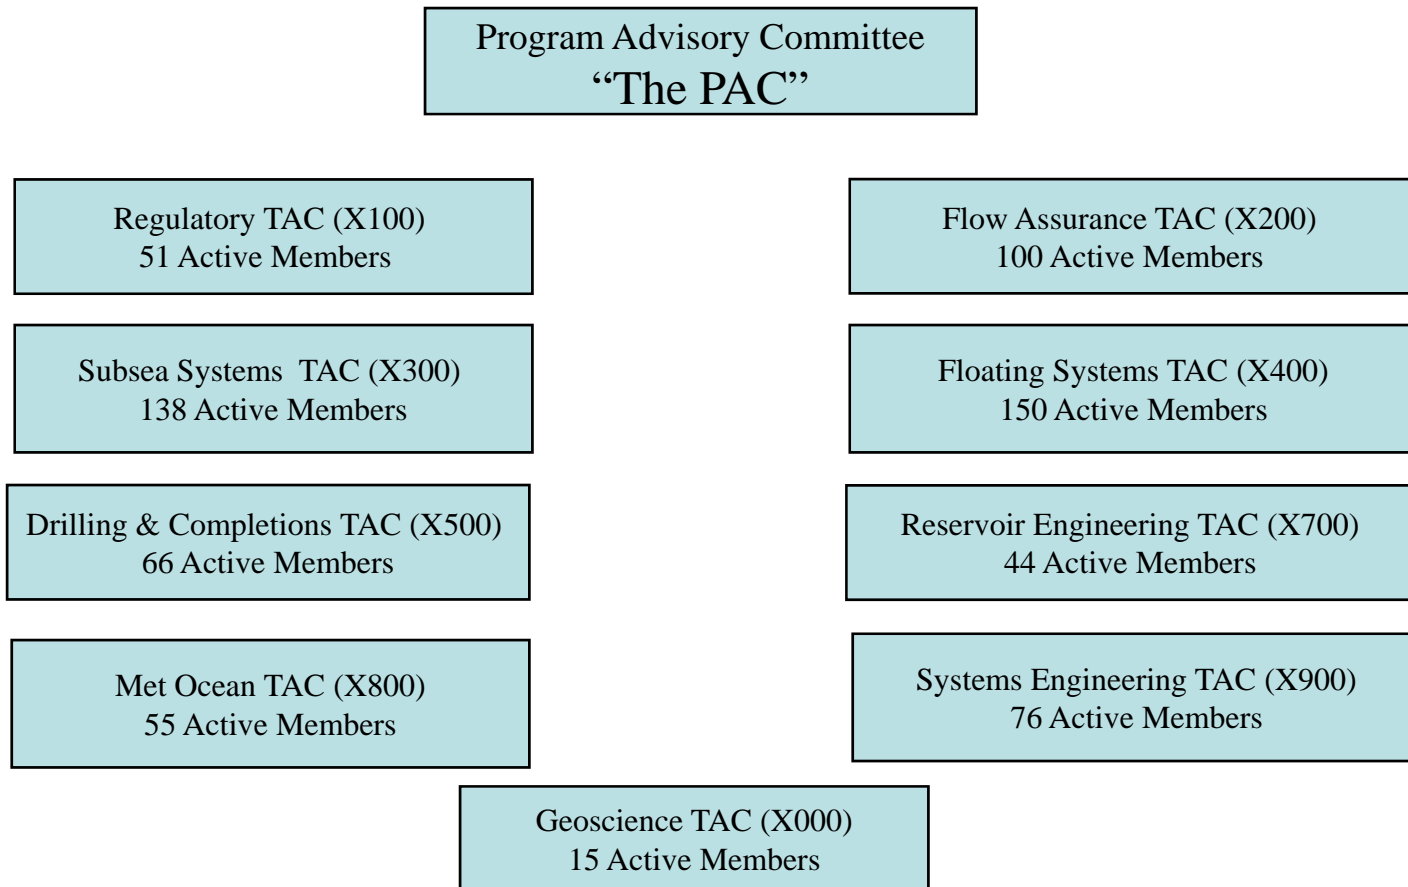 Program Advisory Committee
“The PAC”
Regulatory TAC (X100)
51 Active Members
Flow Assurance TAC (X200)
100 Active Members
Subsea Systems  TAC (X300)
138 Active Members
Floating Systems TAC (X400)
150 Active Members
Drilling & Completions TAC (X500)
66 Active Members
Reservoir Engineering TAC (X700)
44 Active Members
Met Ocean TAC (X800)
55 Active Members
Systems Engineering TAC (X900)
76 Active Members
Geoscience TAC (X000)
15 Active Members